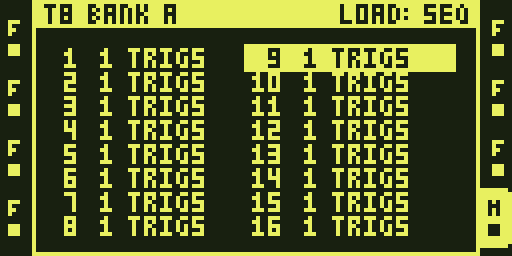 T8 BANK A LOAD: SEQ
F F
1 1 TRIGS 9 1 TRIGS
2 1 TRIGS 10 1 TRIGS
F F
3 1 TRIGS 11 1 TRIGS
4 1 TRIGS 12 1 TRIGS
5 1 TRIGS 13 1 TRIGS
F F
6 1 TRIGS 14 1 TRIGS
7 1 TRIGS 15 1 TRIGS
F M
8 1 TRIGS 16 1 TRIGS